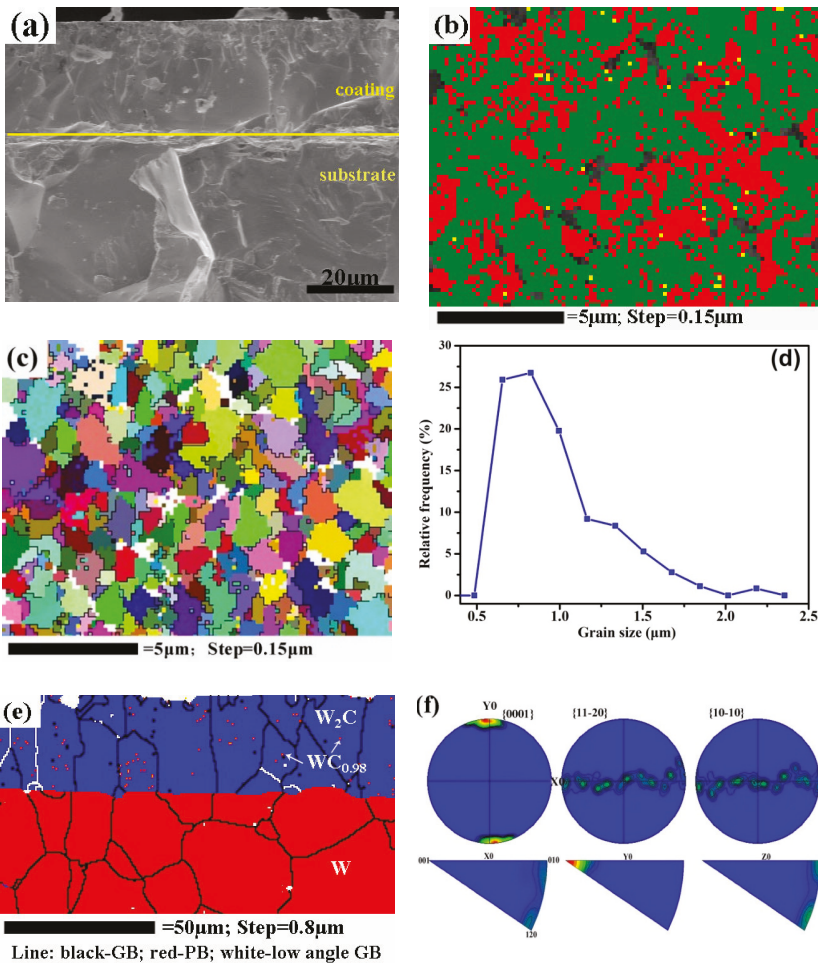 (a)
coating
substrate
20μm
(b)
=5μm; Step=0.15μm
(c)
=5μm; Step=0.15μm
(d)
30
25
20
15
10
5
0
Relative frequency (%)
0.5 1.0 1.5 2.0 2.5
Grain size (μm)
(e)
W2C
WC0.98
W
=50μm; Step=0.8μm
Line: black-GB; red-PB; white-low angle GB
(f)
Y0 {0001} {11-20} {10-10}
X0
001 X0 010 Y0 Z0
120